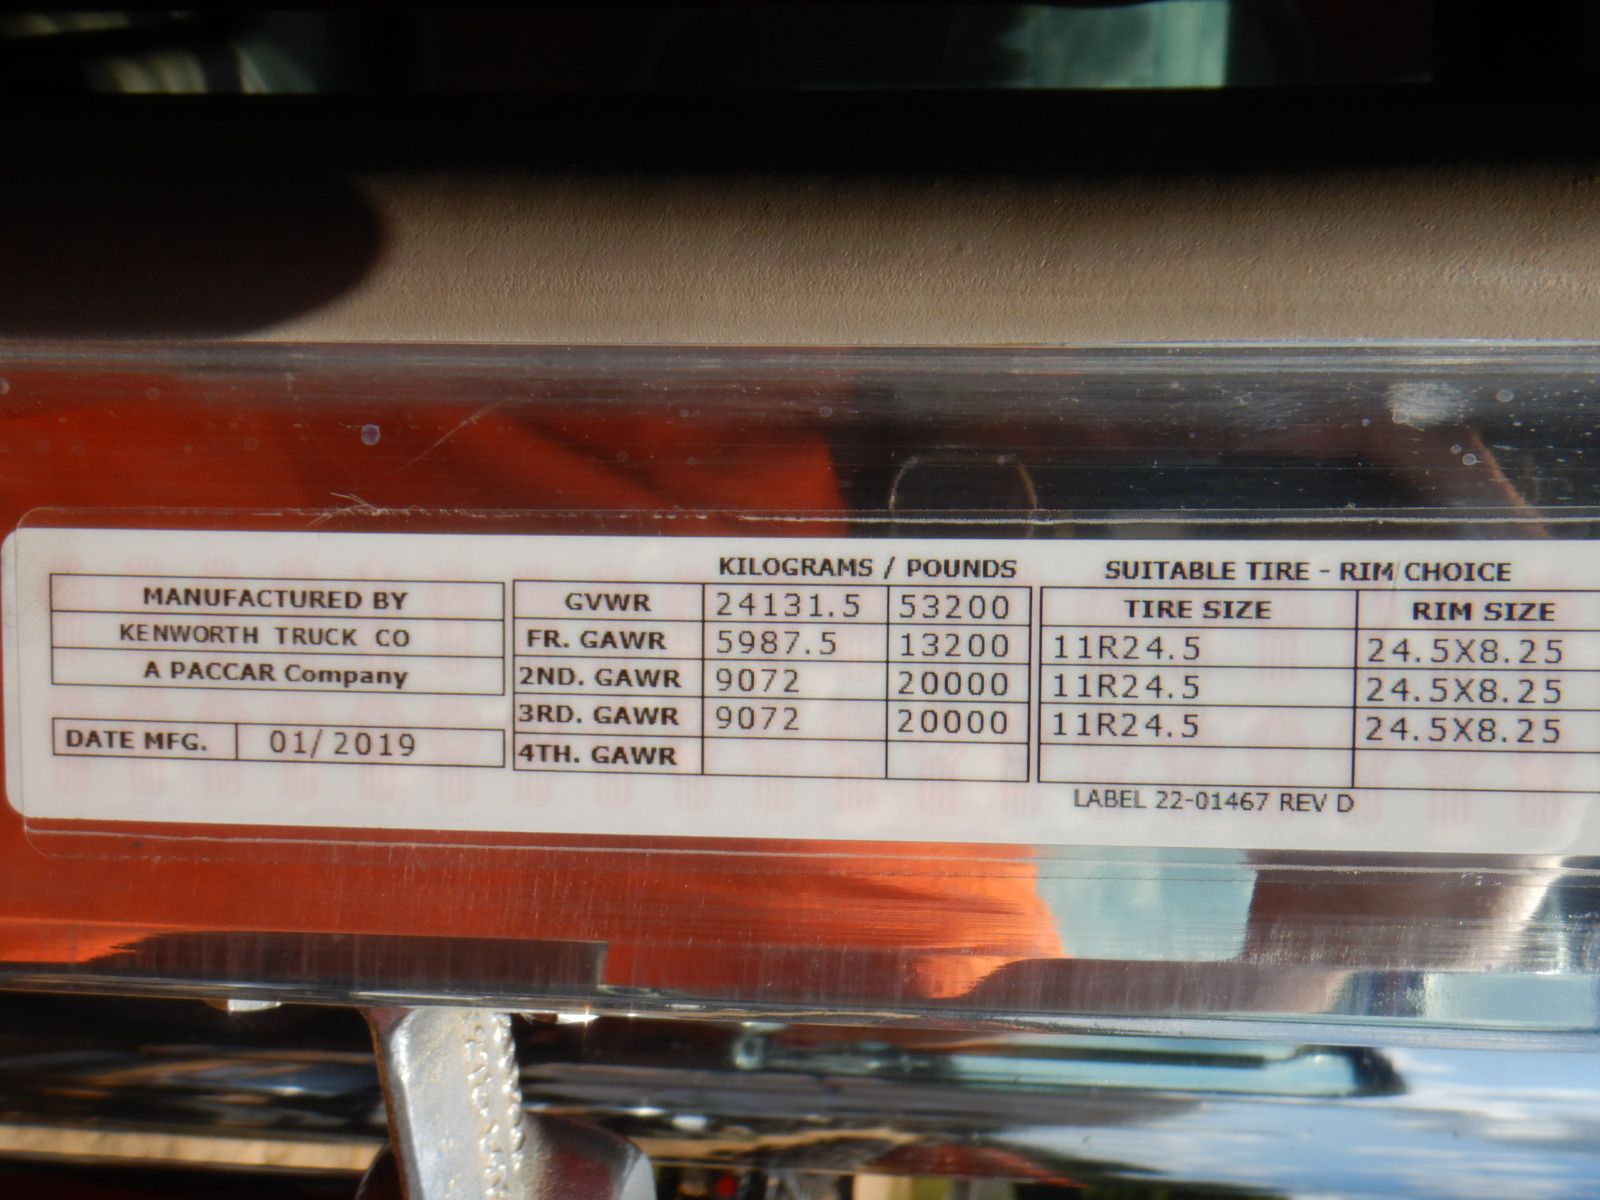 KILOGRAMS / POUNDS SUITABLE TIRE - RIM CHOICE
MANUFACTURED BY GVWR 24131.5 53200 TIRE SIZE RIM SIZE
KENWORTH TRUCK CO FR. GAWR 5987.5 13200 11R24.5 24.5X8.25
A PACCAR Company 2ND. GAWR 9072 20000 11R24.5 24.5X8.25
3RD. GAWR 9072 20000 11R24.5 24.5X8.25
DATE MFG. 01/2019 4TH. GAWR
LABEL 22-01467 REV D